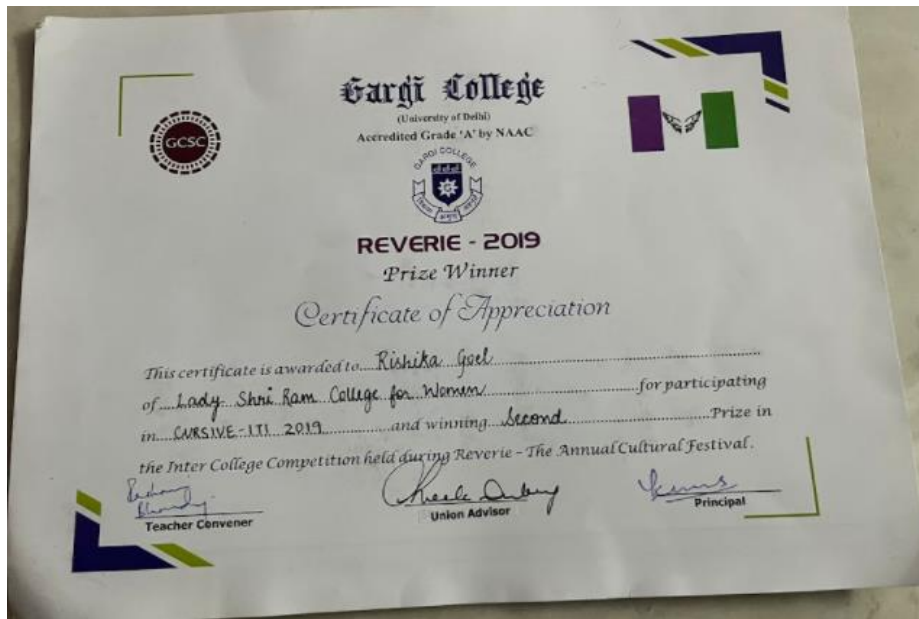 Gargi College
(University of Delhi)
Accredited Grade 'A' by NAAC
GCSC
GARGI COLLEGE
REVERIE - 2019
Prize Winner
Certificate of Appreciation
This certificate is awarded to Rishika Goel
of Lady Shri Ram College for Women for participating
in CURSIVE-ITI 2019 and winning Second Prize in
the Inter College Competition held during Reverie - The Annual Cultural Festival.
Teacher Convener
Union Advisor
Principal